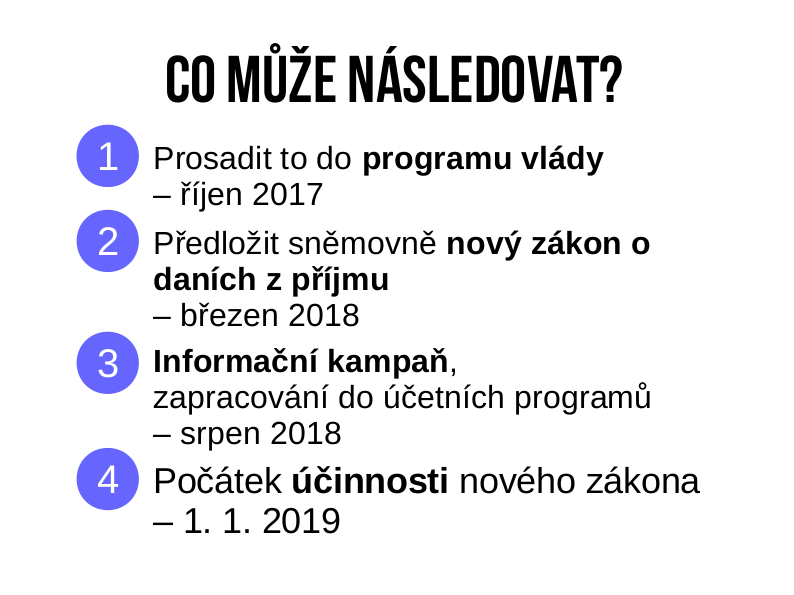 CO MŮŽE NÁSLEDOVAT?
1 Prosadit to do programu vlády
– říjen 2017
2 Předložit sněmovně nový zákon o
daních z příjmu
– březen 2018
3 Informační kampaň,
zapracování do účetních programů
– srpen 2018
4 Počátek účinnosti nového zákona
– 1. 1. 2019